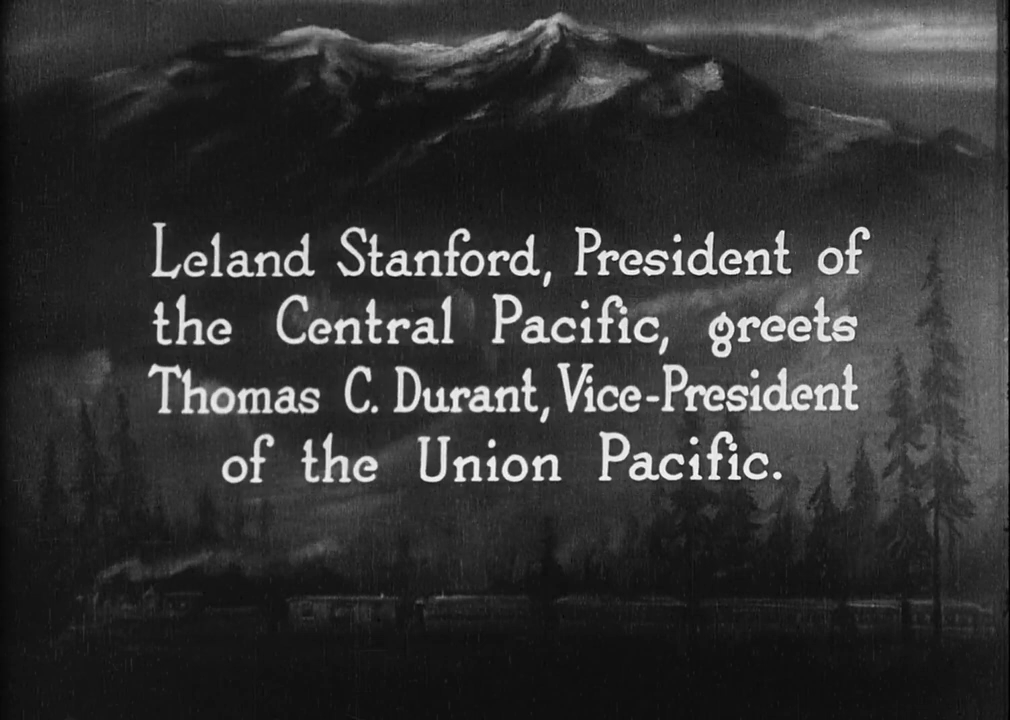 Leland Stanford, President of
the Central Pacific, greets
Thomas C. Durant, Vice-President
of the Union Pacific.